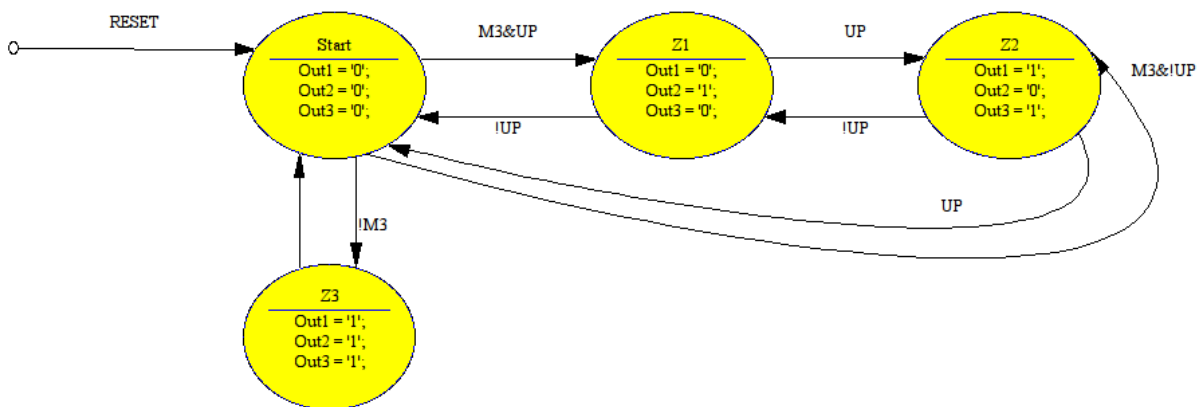 RESET
Start
Out1 = '0';
Out2 = '0';
Out3 = '0';
M3&UP
!UP
Z1
Out1 = '0';
Out2 = '1';
Out3 = '0';
UP
!UP
Z2
Out1 = '1';
Out2 = '0';
Out3 = '1';
M3&!UP
UP
!M3
Z3
Out1 = '1';
Out2 = '1';
Out3 = '1';